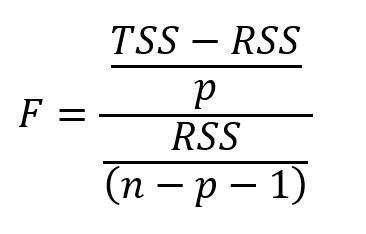 TSS − RSS
p
F =
RSS
(n − p − 1)